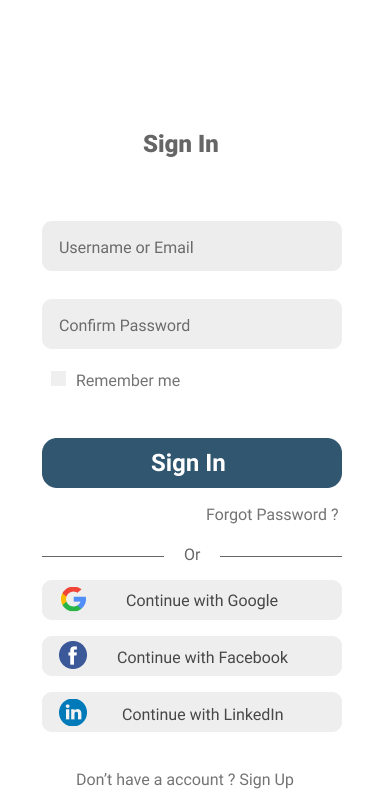 Sign In
Username or Email
Confirm Password
Remember me
Sign In
Forgot Password ?
Or
Continue with Google
Continue with Facebook
Continue with LinkedIn
Don’t have a account ? Sign Up